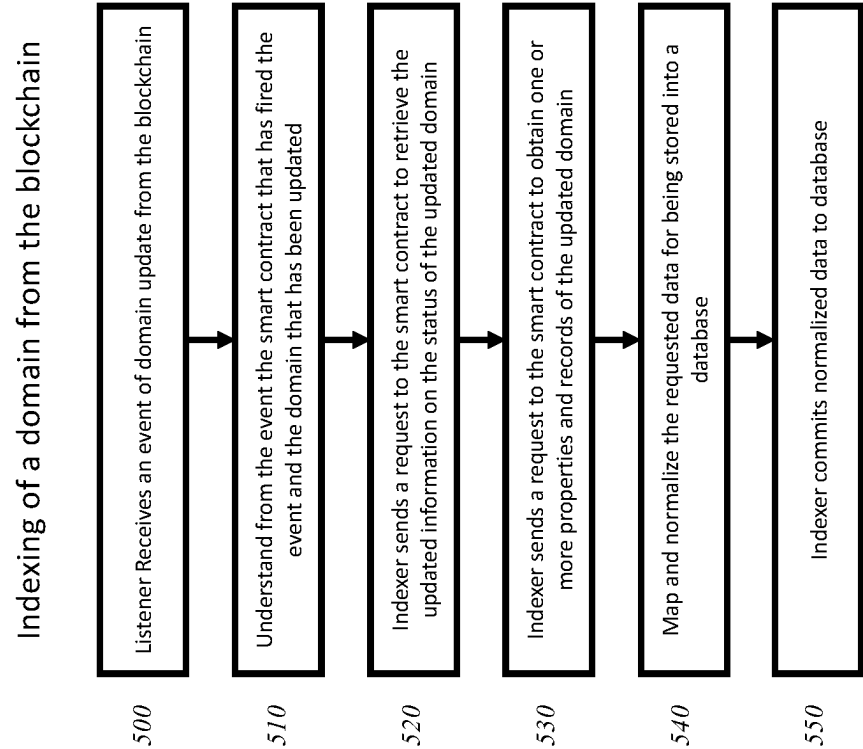 Indexing of a domain from the blockchain
500
Listener Receives an event of domain update from the blockchain
510
Understand from the event the smart contract that has fired the
event and the domain that has been updated
520
Indexer sends a request to the smart contract to retrieve the
updated information on the status of the updated domain
530
Indexer sends a request to the smart contract to obtain one or
more properties and records of the updated domain
540
Map and normalize the requested data for being stored into a
database
550
Indexer commits normalized data to database